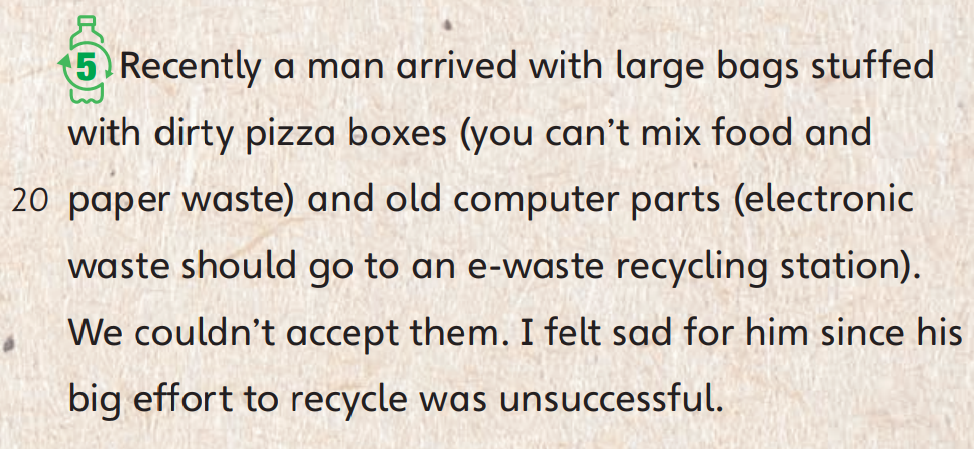 5 Recently a man arrived with large bags stuffed
with dirty pizza boxes (you can't mix food and
20 paper waste) and old computer parts (electronic
waste should go to an e-waste recycling station).
We couldn't accept them. I felt sad for him since his
big effort to recycle was unsuccessful.